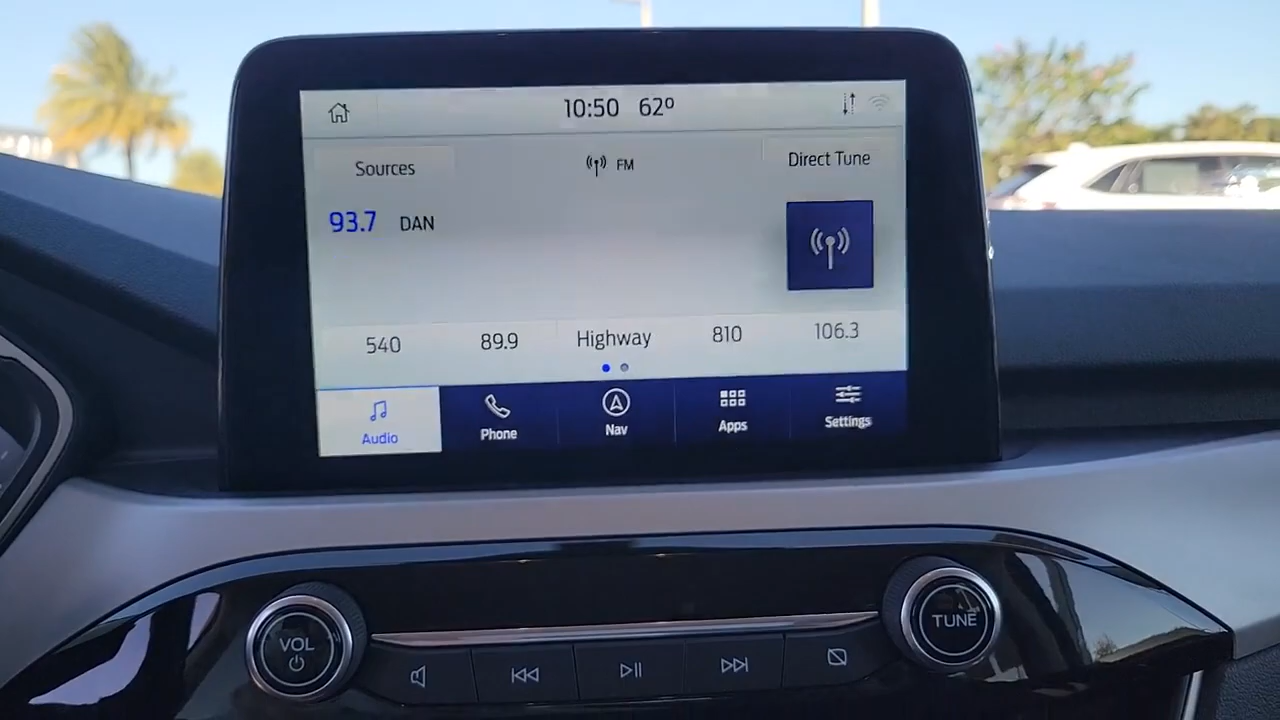 10:50 62º
Sources
FM
Direct Tune
93.7 DAN
540 89.9 Highway 810 106.3
Audio Phone Nav Apps Settings
VOL
TUNE